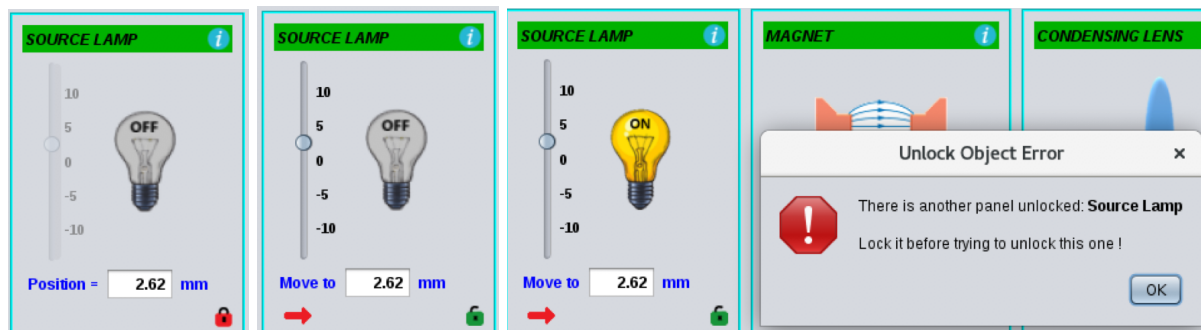 SOURCE LAMP i
10
5
0
-5
-10
OFF
Position = 2.62 mm
SOURCE LAMP i
10
5
0
-5
-10
OFF
Move to 2.62 mm
SOURCE LAMP i
10
5
0
-5
-10
ON
Move to 2.62 mm
MAGNET i
CONDENSING LENS
Unlock Object Error ×
There is another panel unlocked: Source Lamp
Lock it before trying to unlock this one !
OK